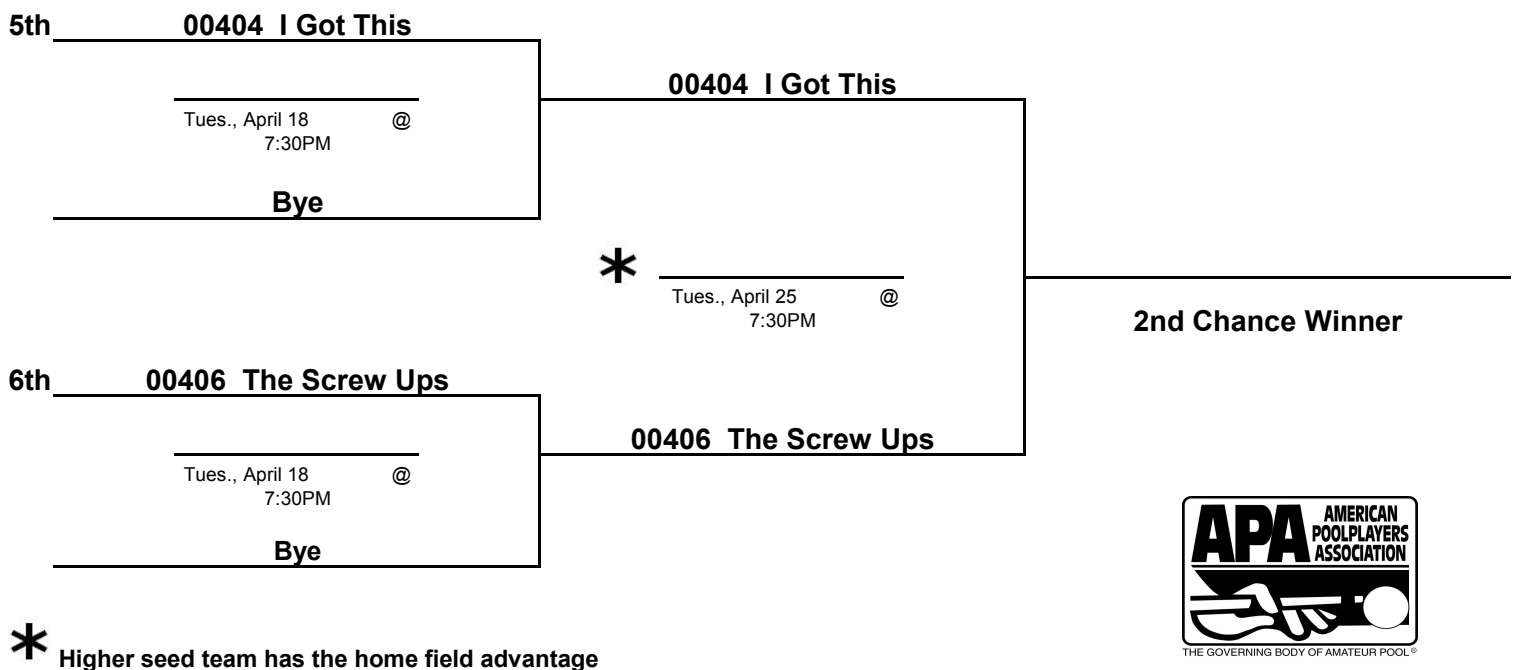 5th 00404 I Got This
00404 I Got This
Tues., April 18 @
7:30PM
Bye
*
Tues., April 25 @
7:30PM
2nd Chance Winner
6th 00406 The Screw Ups
00406 The Screw Ups
Tues., April 18 @
7:30PM
Bye
APA AMERICAN
POOLPLAYERS
ASSOCIATION
THE GOVERNING BODY OF AMATEUR POOL®
* Higher seed team has the home field advantage